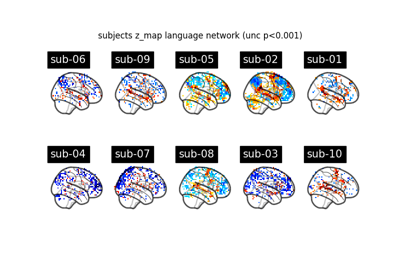 subjects z_map language network (unc p<0.001)
sub-06 sub-09 sub-05 sub-02 sub-01
sub-04 sub-07 sub-08 sub-03 sub-10